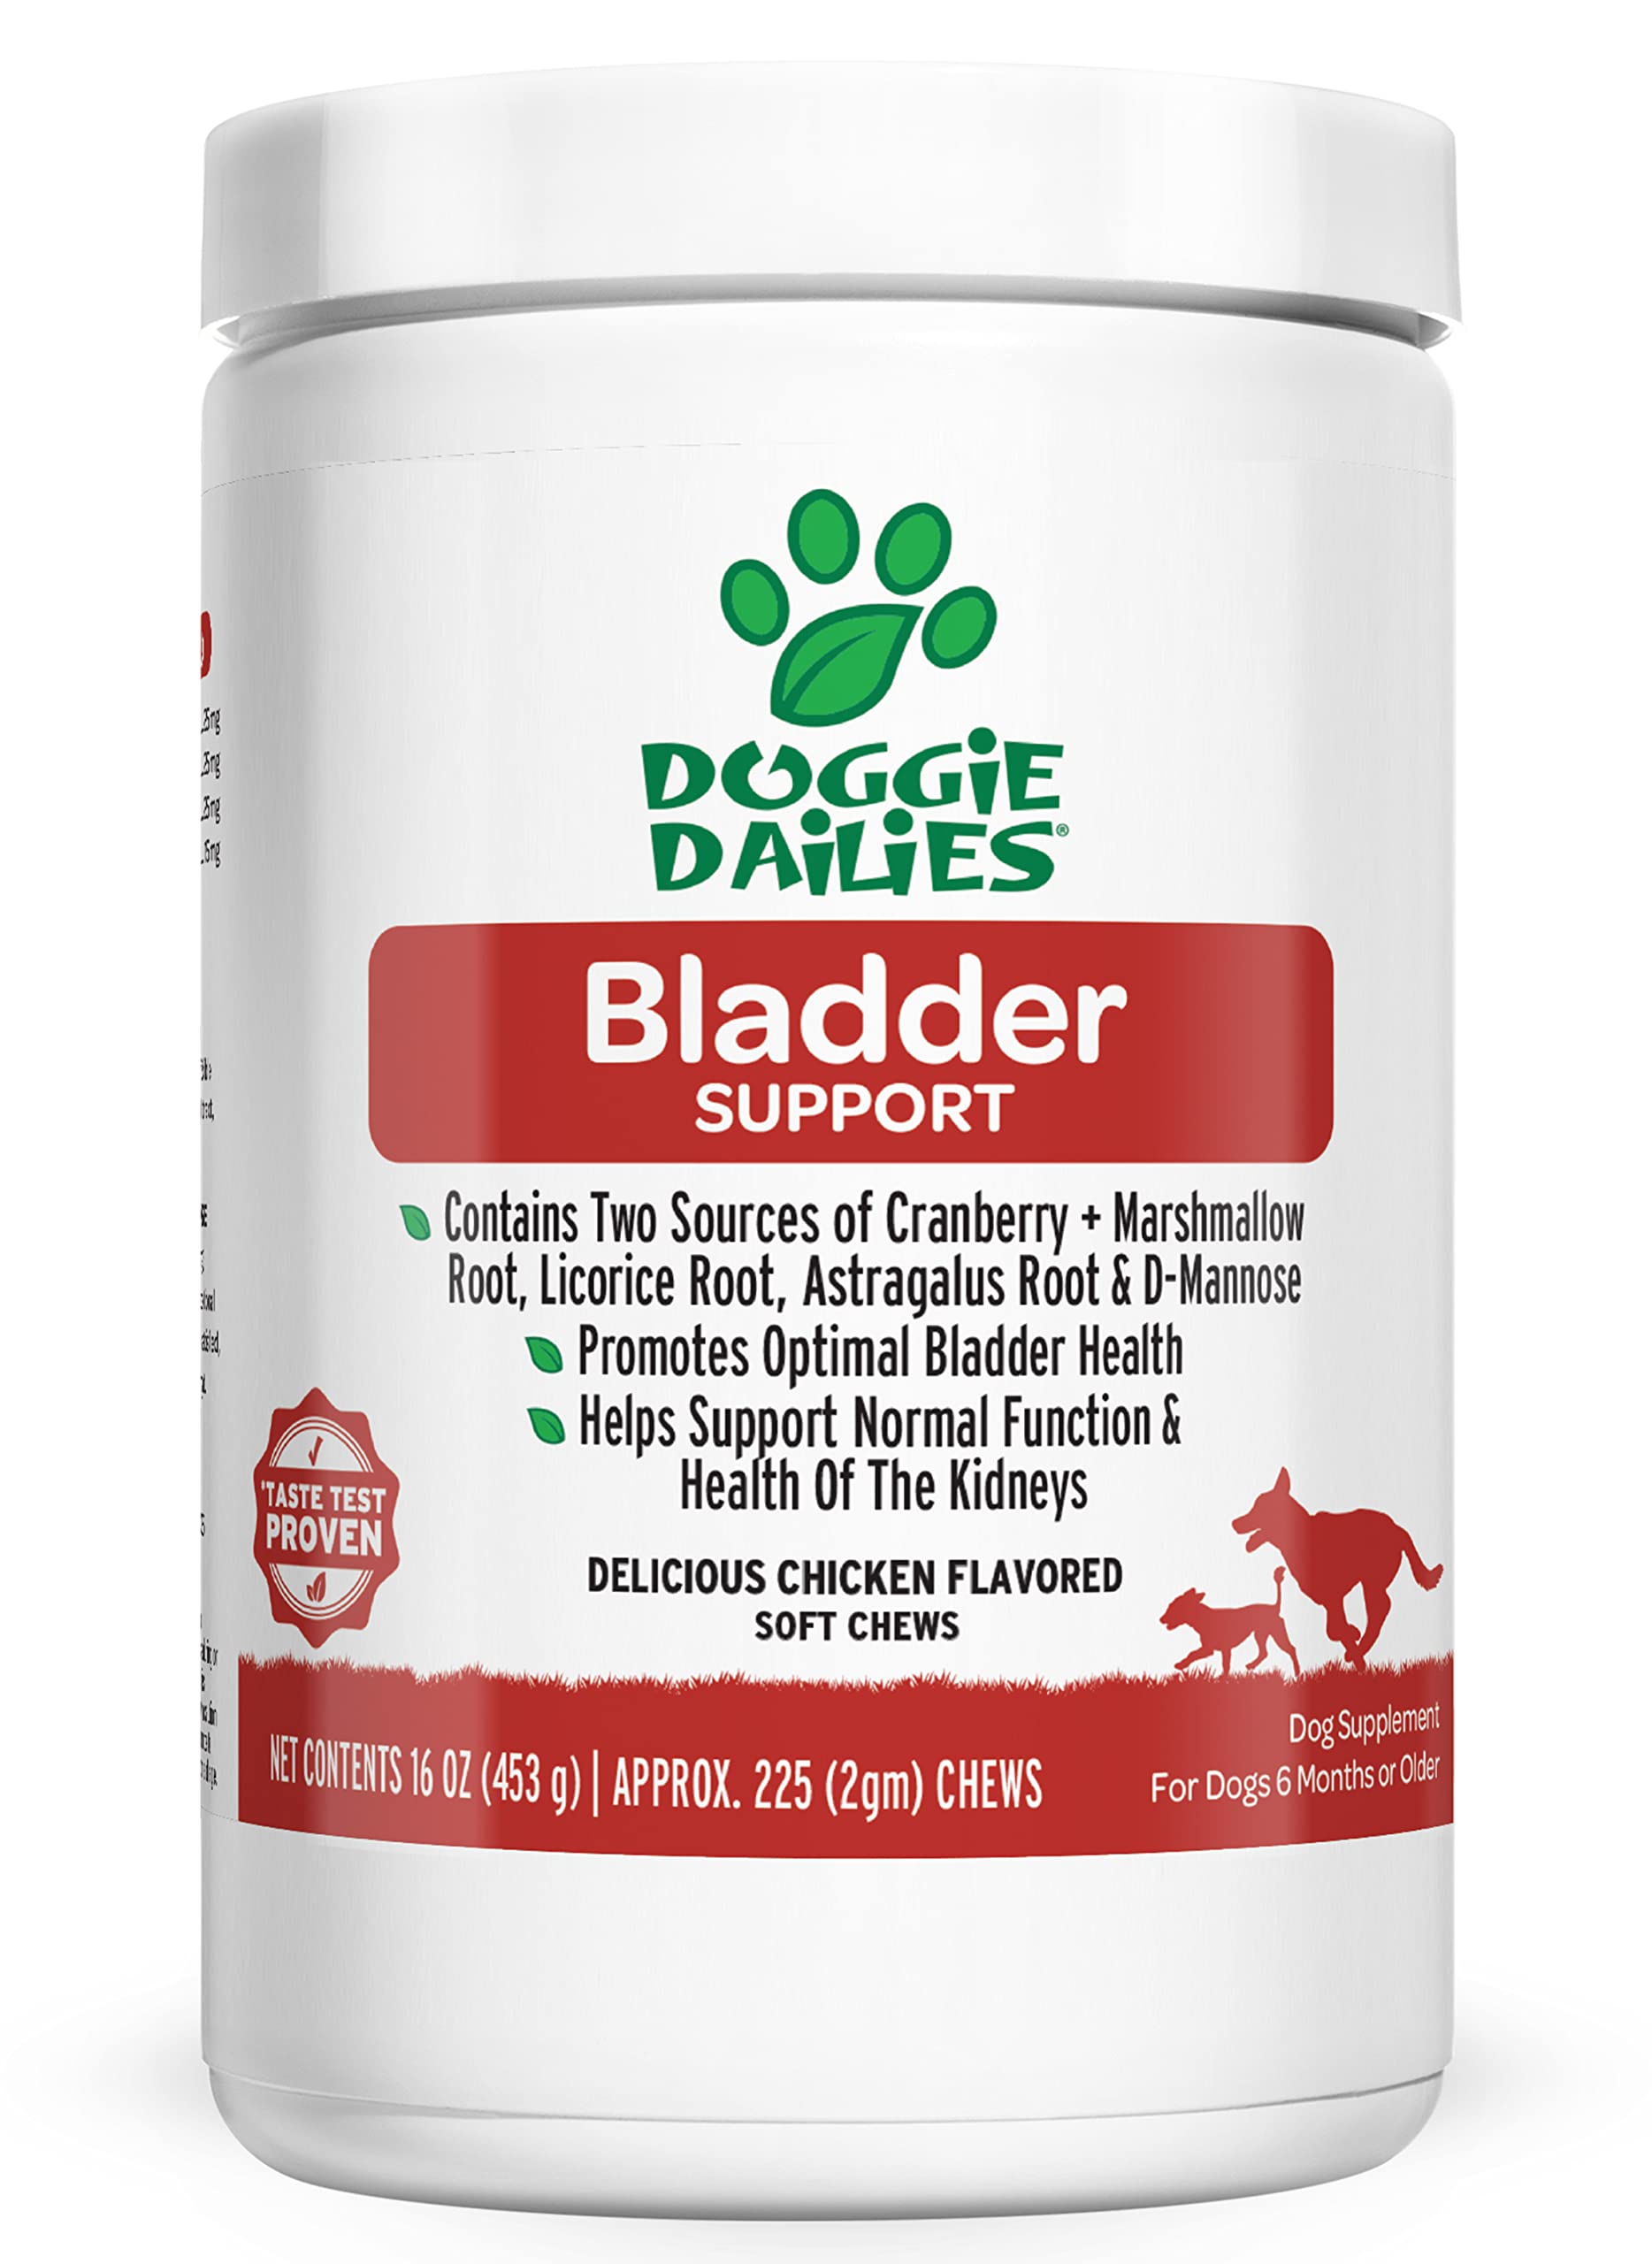 DOGGiE
DAiLiES®
Bladder
SUPPORT
Contains Two Sources of Cranberry + Marshmallow
Root, Licorice Root, Astragalus Root & D-Mannose
Promotes Optimal Bladder Health
Helps Support Normal Function &
Health Of The Kidneys
*TASTE TEST
PROVEN
DELICIOUS CHICKEN FLAVORED
SOFT CHEWS
NET CONTENTS 16 OZ (453 g) | APPROX. 225 (2gm) CHEWS
Dog Supplement
For Dogs 6 Months or Older